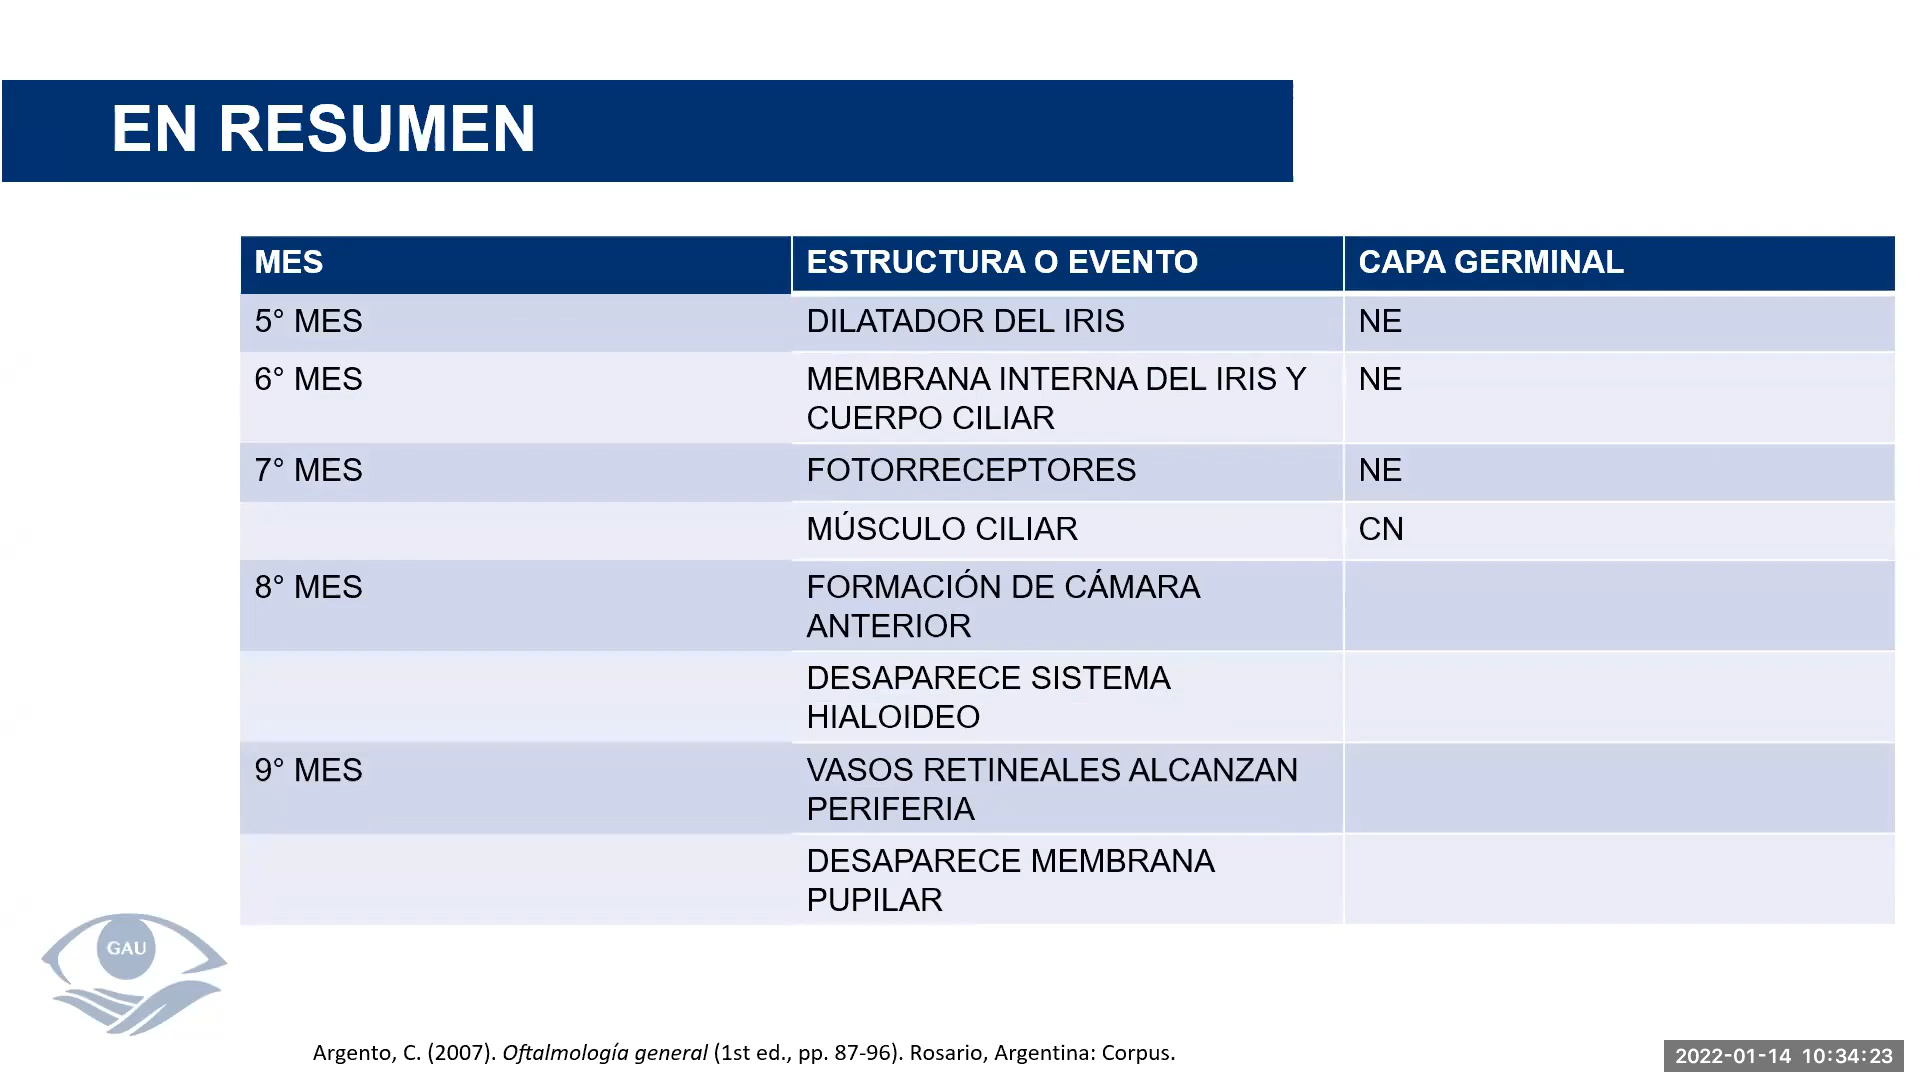 EN RESUMEN
MES ESTRUCTURA O EVENTO CAPA GERMINAL
5° MES DILATADOR DEL IRIS NE
6° MES MEMBRANA INTERNA DEL IRIS Y NE
CUERPO CILIAR
7° MES FOTORRECEPTORES NE
MÚSCULO CILIAR CN
8° MES FORMACIÓN DE CÁMARA
ANTERIOR
DESAPARECE SISTEMA
HIALOIDEO
9° MES VASOS RETINEALES ALCANZAN
PERIFERIA
DESAPARECE MEMBRANA
PUPILAR
GAU
Argento, C. (2007). Oftalmología general (1st ed., pp. 87-96). Rosario, Argentina: Corpus.
2022-01-14 10:34:23